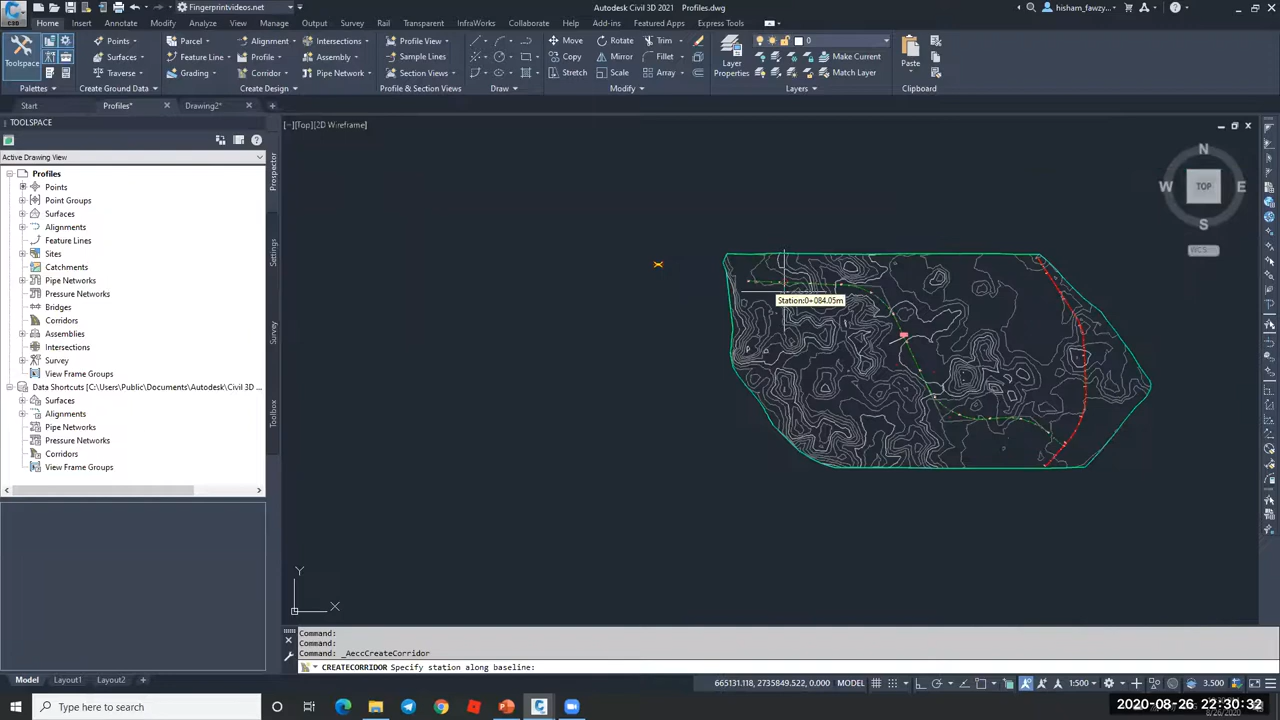 C3D
Fingerprintvideos.net
Autodesk Civil 3D 2021 Profiles.dwg
hisham_fawzy...
Home Insert Annotate Modify Analyze View Manage Output Survey Rail Transparent InfraWorks Collaborate Help Add-ins Featured Apps Express Tools
Points Parcel Alignment Intersections Profile View Move Rotate Trim 0
Toolspace Surfaces Feature Line Profile Assembly Sample Lines Copy Mirror Fillet Layer Properties Make Current Paste
Traverse Grading Corridor Pipe Network Section Views Stretch Scale Array Match Layer
Palettes Create Ground Data Create Design Profile & Section Views Draw Modify Layers Clipboard
Start Profiles* Drawing2*
TOOLSPACE
[−][Top][2D Wireframe]
Active Drawing View
Profiles
Points
Point Groups
Surfaces
Alignments
Feature Lines
Sites
Catchments
Pipe Networks
Pressure Networks
Bridges
Corridors
Assemblies
Intersections
Survey
View Frame Groups
Data Shortcuts [C:\Users\Public\Documents\Autodesk\Civil 3D ...
Surfaces
Alignments
Pipe Networks
Pressure Networks
Corridors
View Frame Groups
Prospector
Settings
Survey
Toolbox
N
W TOP E
S
WCS
Station:0+084.05m
Y
X
Command:
Command:
Command: _AeccCreateCorridor
CREATECORRIDOR Specify station along baseline:
Model Layout1 Layout2
665131.118, 2735849.522, 0.000 MODEL 1:500 3.500
Type here to search
2020-08-26 22:30:32